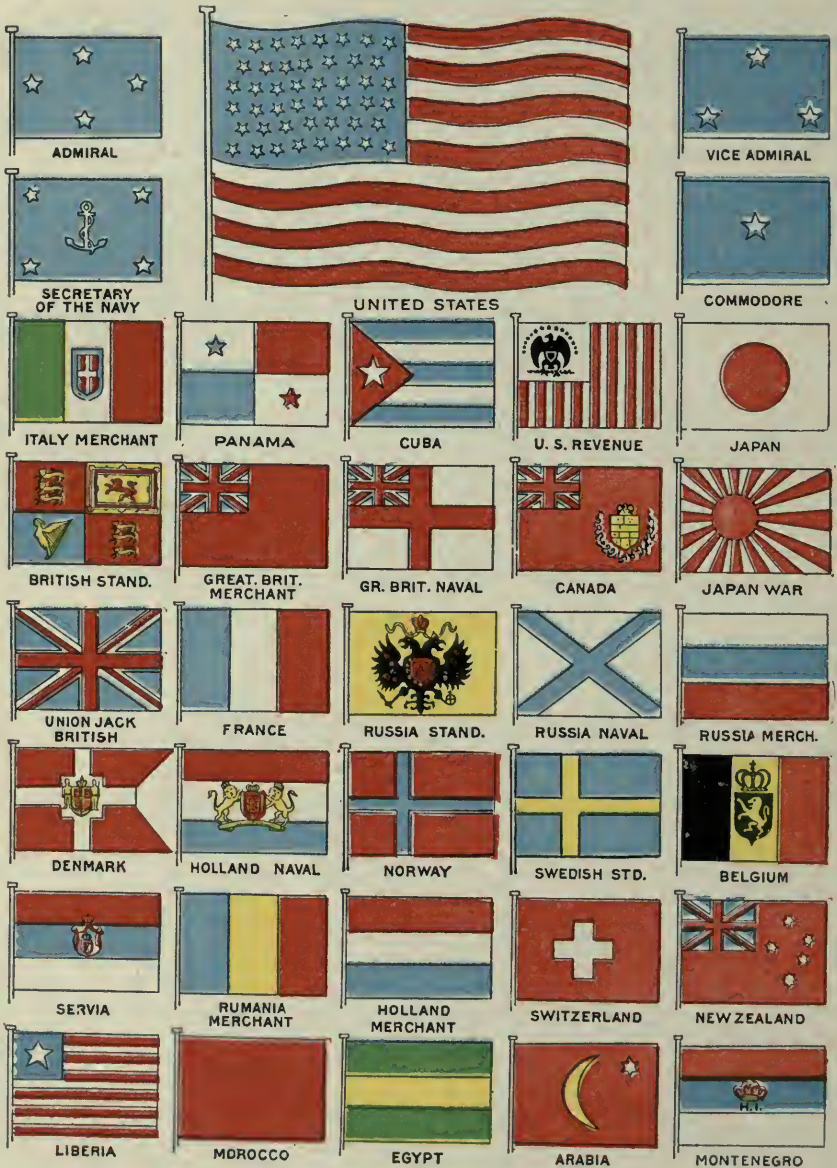 ADMIRAL
VICE ADMIRAL
SECRETARY
OF THE NAVY
UNITED STATES
COMMODORE
ITALY MERCHANT
PANAMA
CUBA
U. S. REVENUE
JAPAN
BRITISH STAND.
GREAT. BRIT.
MERCHANT
GR. BRIT. NAVAL
CANADA
JAPAN WAR
UNION JACK
BRITISH
FRANCE
RUSSIA STAND.
RUSSIA NAVAL
RUSSIA MERCH.
DENMARK
HOLLAND NAVAL
NORWAY
SWEDISH STD.
BELGIUM
SERVIA
RUMANIA
MERCHANT
HOLLAND
MERCHANT
SWITZERLAND
NEW ZEALAND
LIBERIA
MOROCCO
EGYPT
ARABIA
H.I.
MONTENEGRO